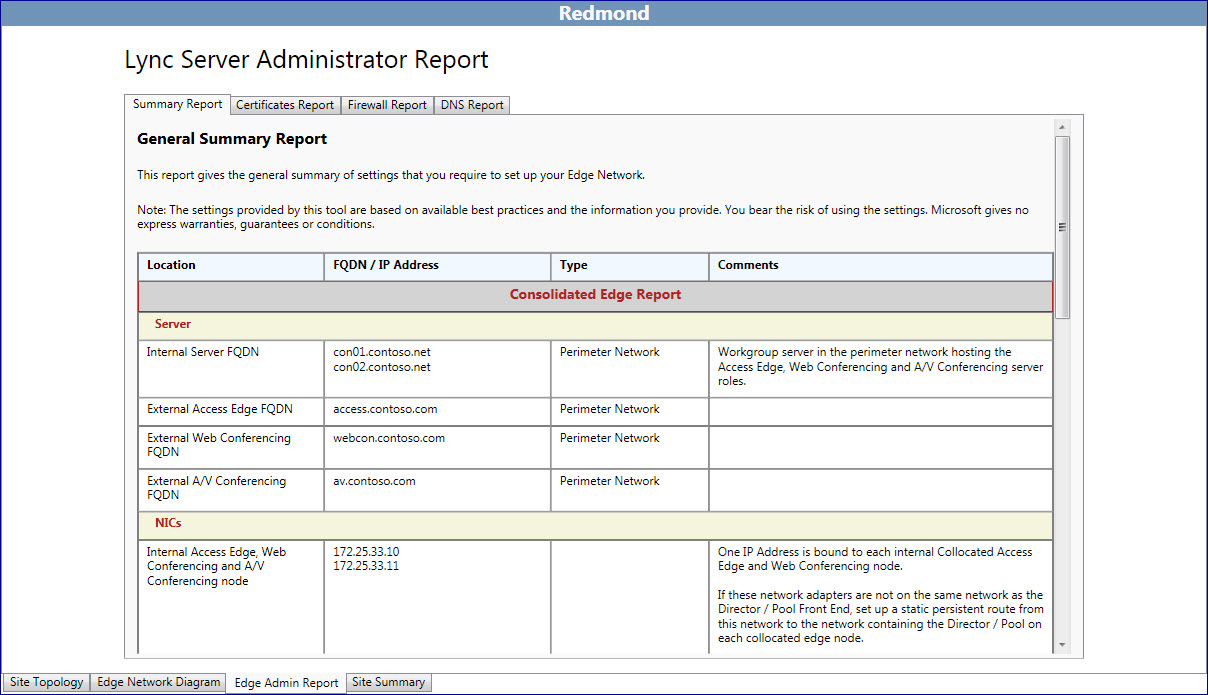 Redmond
Lync Server Administrator Report
Summary Report Certificates Report Firewall Report DNS Report
General Summary Report
This report gives the general summary of settings that you require to set up your Edge Network.
Note: The settings provided by this tool are based on available best practices and the information you provide. You bear the risk of using the settings. Microsoft gives no
express warranties, guarantees or conditions.
Location FQDN / IP Address Type Comments
Consolidated Edge Report
Server
Internal Server FQDN
con01.contoso.net
con02.contoso.net
Perimeter Network
Workgroup server in the perimeter network hosting the
Access Edge, Web Conferencing and A/V Conferencing server
roles.
External Access Edge FQDN
access.contoso.com
Perimeter Network
External Web Conferencing
FQDN
webcon.contoso.com
Perimeter Network
External A/V Conferencing
FQDN
av.contoso.com
Perimeter Network
NICs
Internal Access Edge, Web
Conferencing and A/V
Conferencing node
172.25.33.10
172.25.33.11
One IP Address is bound to each internal Collocated Access
Edge and Web Conferencing node.
If these network adapters are not on the same network as the
Director / Pool Front End, set up a static persistent route from
this network to the network containing the Director / Pool on
each collocated edge node.
Site Topology Edge Network Diagram Edge Admin Report Site Summary